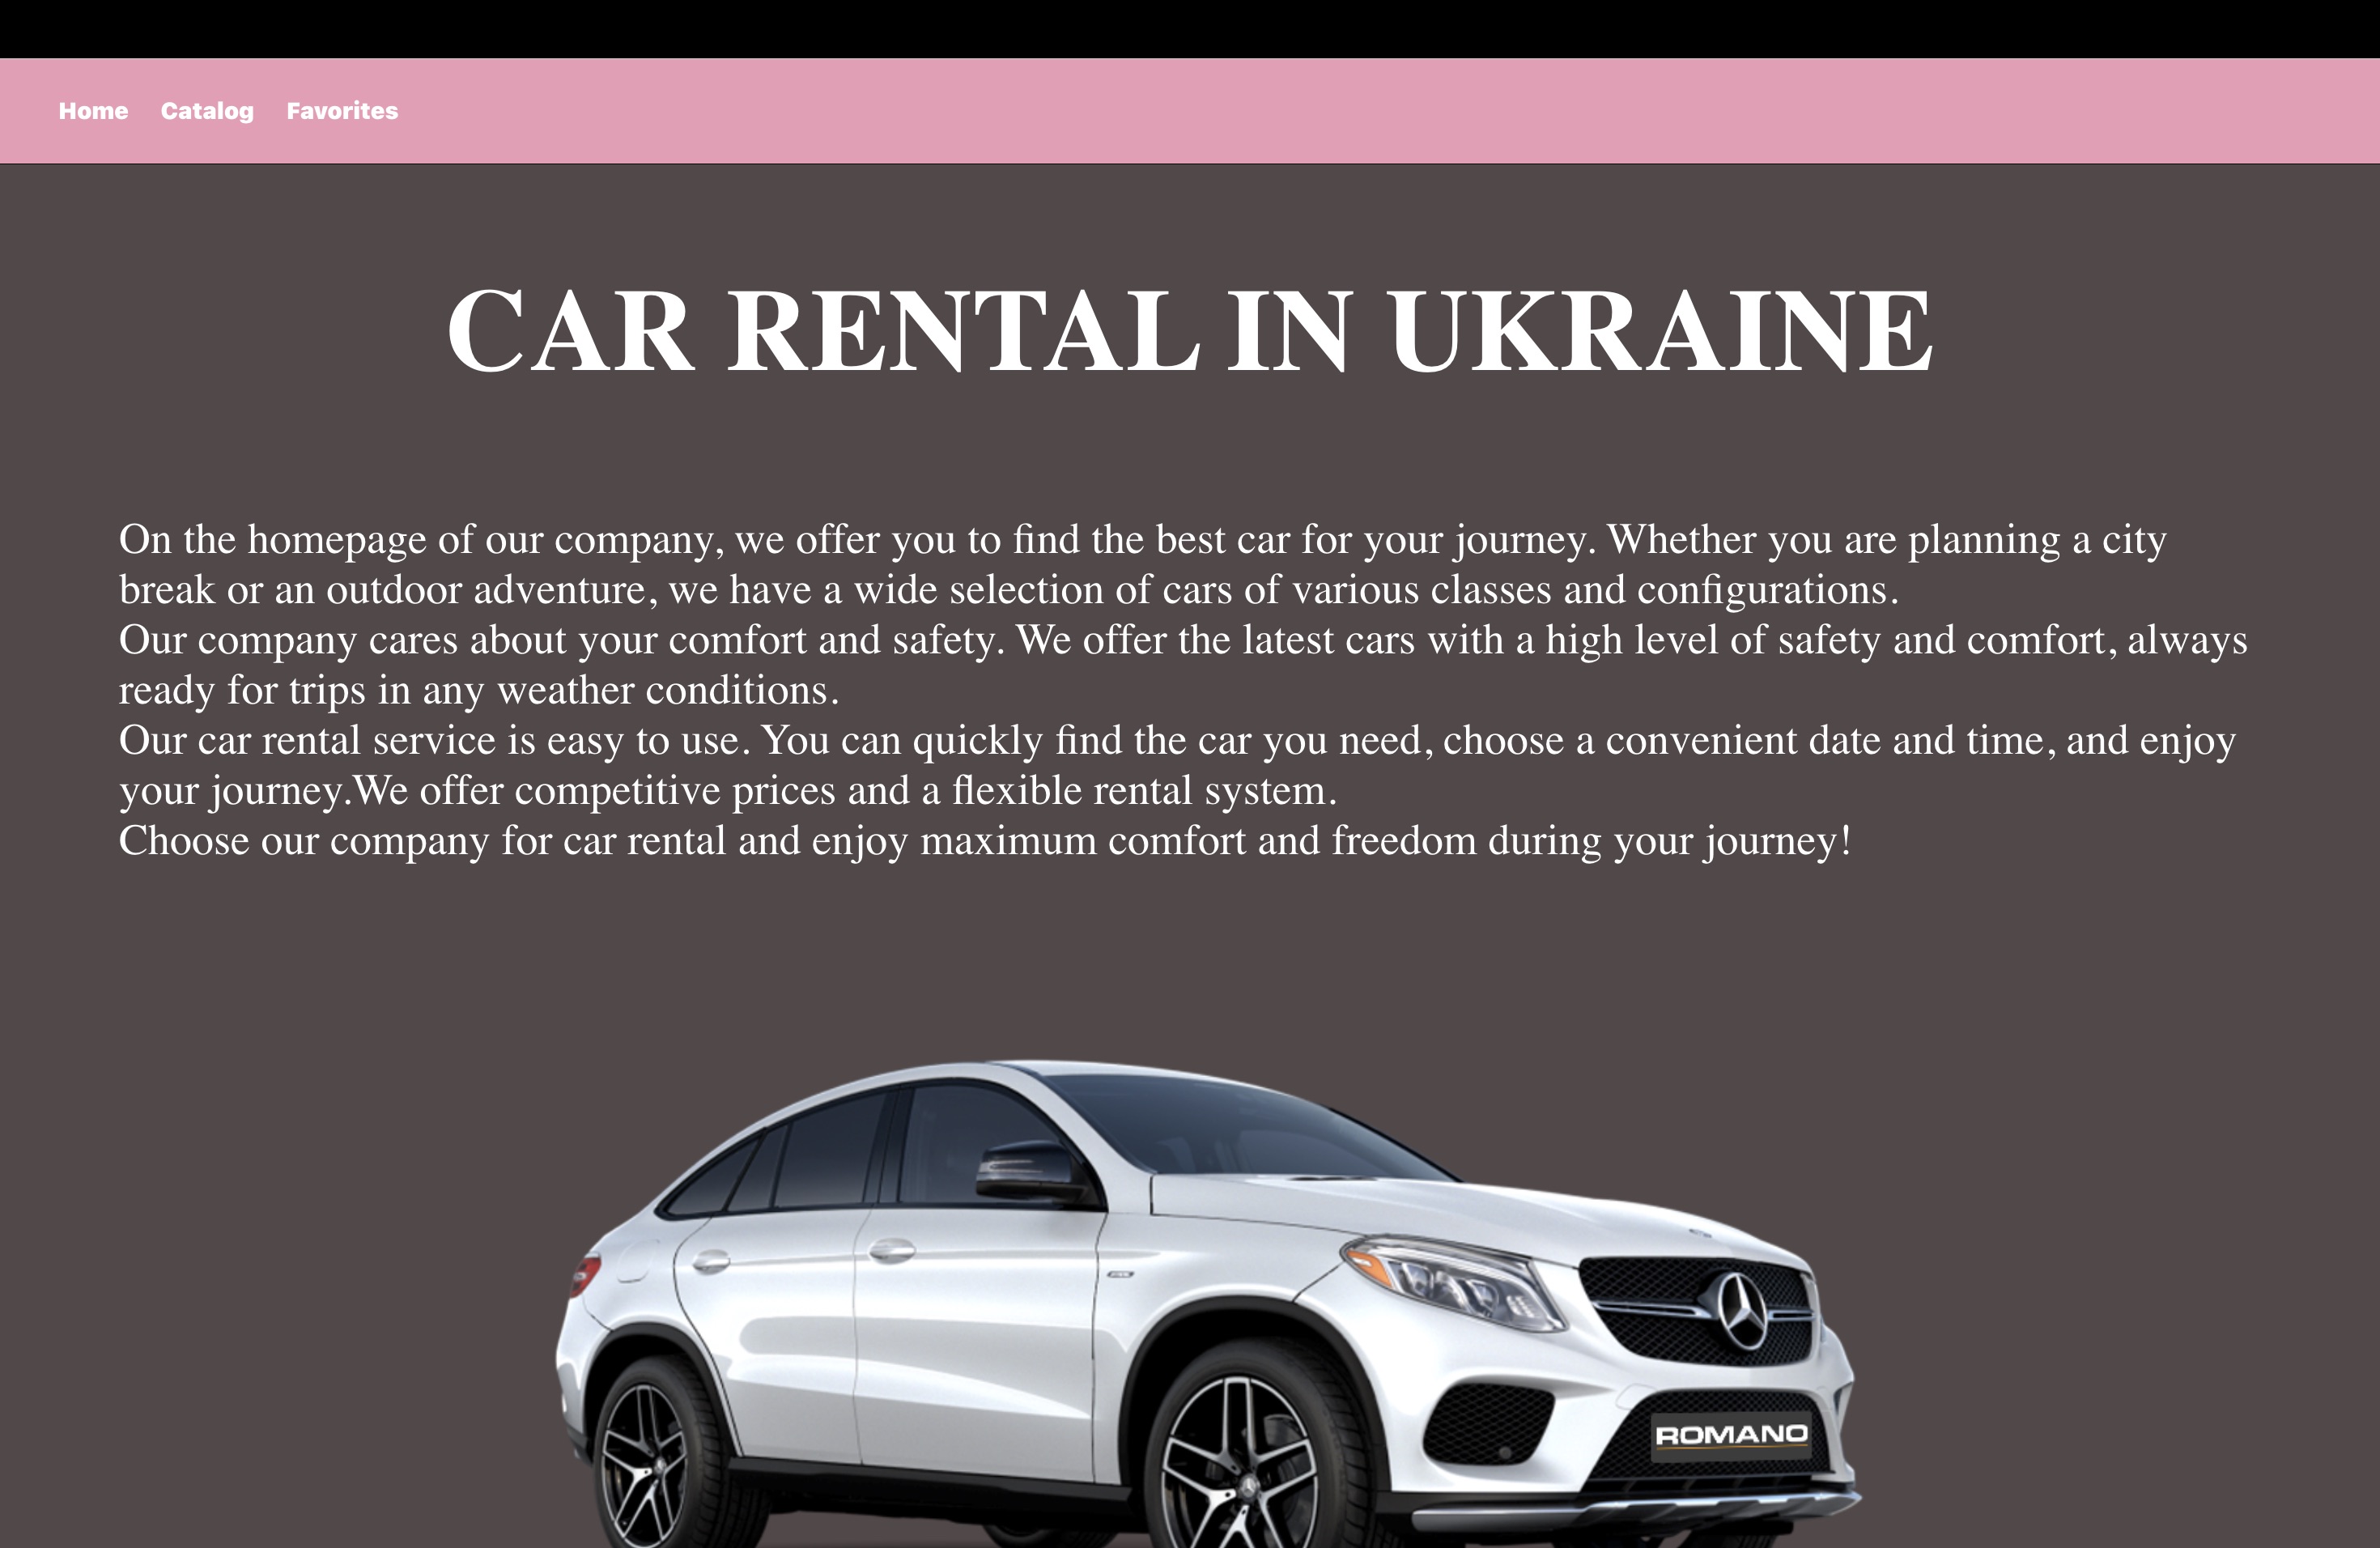 Home Catalog Favorites
CAR RENTAL IN UKRAINE
On the homepage of our company, we offer you to find the best car for your journey. Whether you are planning a city
break or an outdoor adventure, we have a wide selection of cars of various classes and configurations.
Our company cares about your comfort and safety. We offer the latest cars with a high level of safety and comfort, always
ready for trips in any weather conditions.
Our car rental service is easy to use. You can quickly find the car you need, choose a convenient date and time, and enjoy
your journey.We offer competitive prices and a flexible rental system.
Choose our company for car rental and enjoy maximum comfort and freedom during your journey!
ROMANO